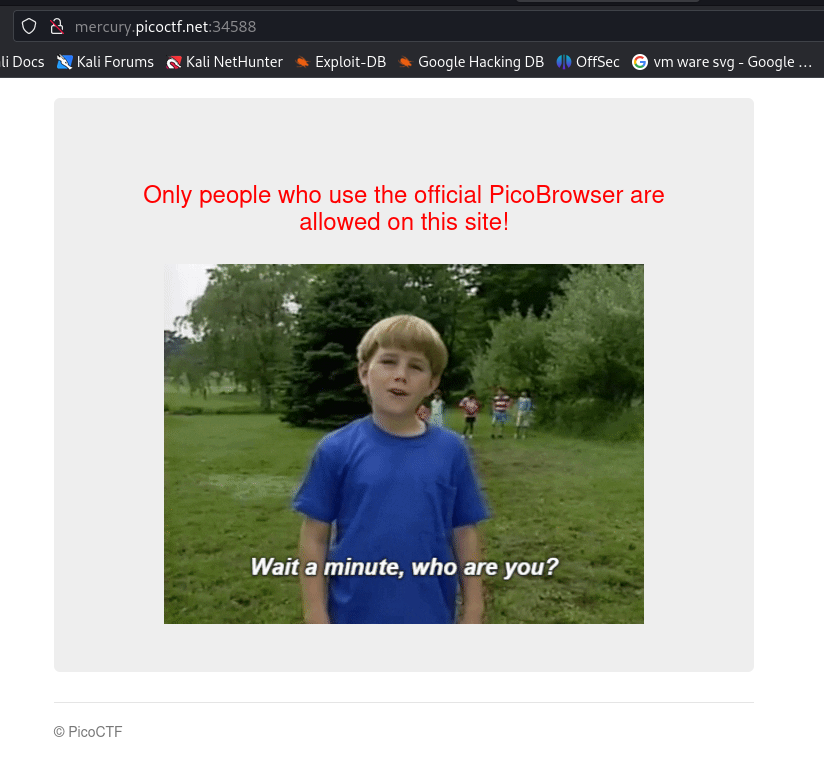 mercury.picoctf.net:34588
li Docs Kali Forums Kali NetHunter Exploit-DB Google Hacking DB OffSec vm ware svg - Google …
Only people who use the official PicoBrowser are
allowed on this site!
Wait a minute, who are you?
© PicoCTF